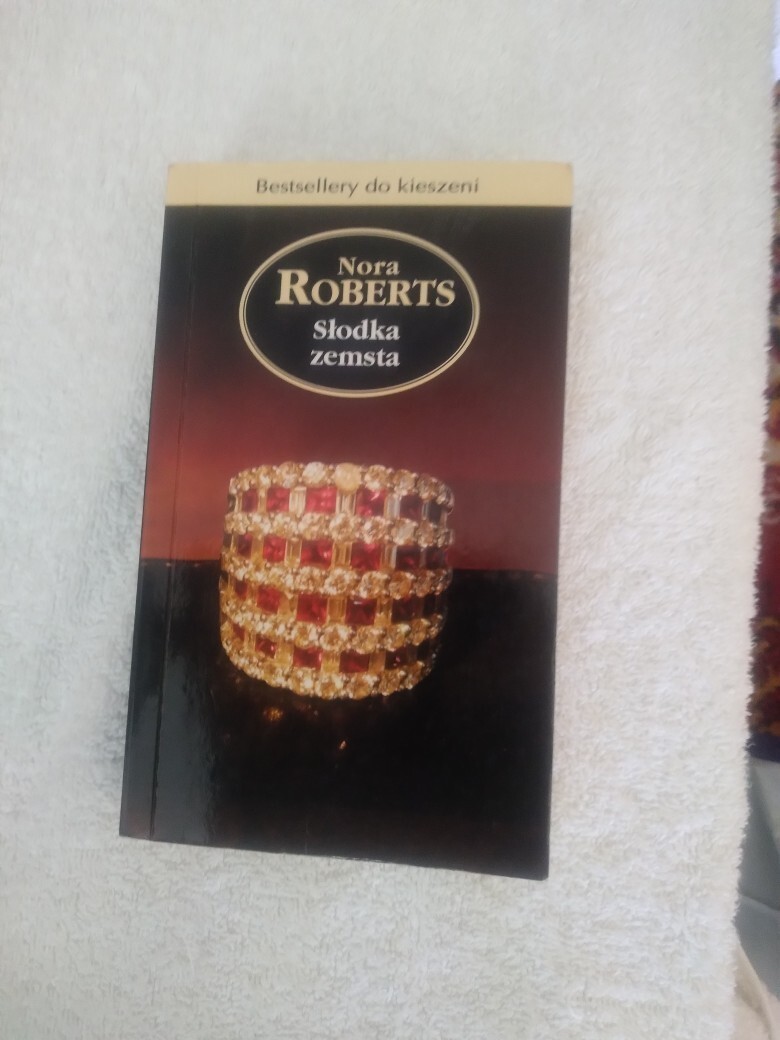 Bestsellery do kieszeni
Nora
ROBERTS
Słodka
zemsta